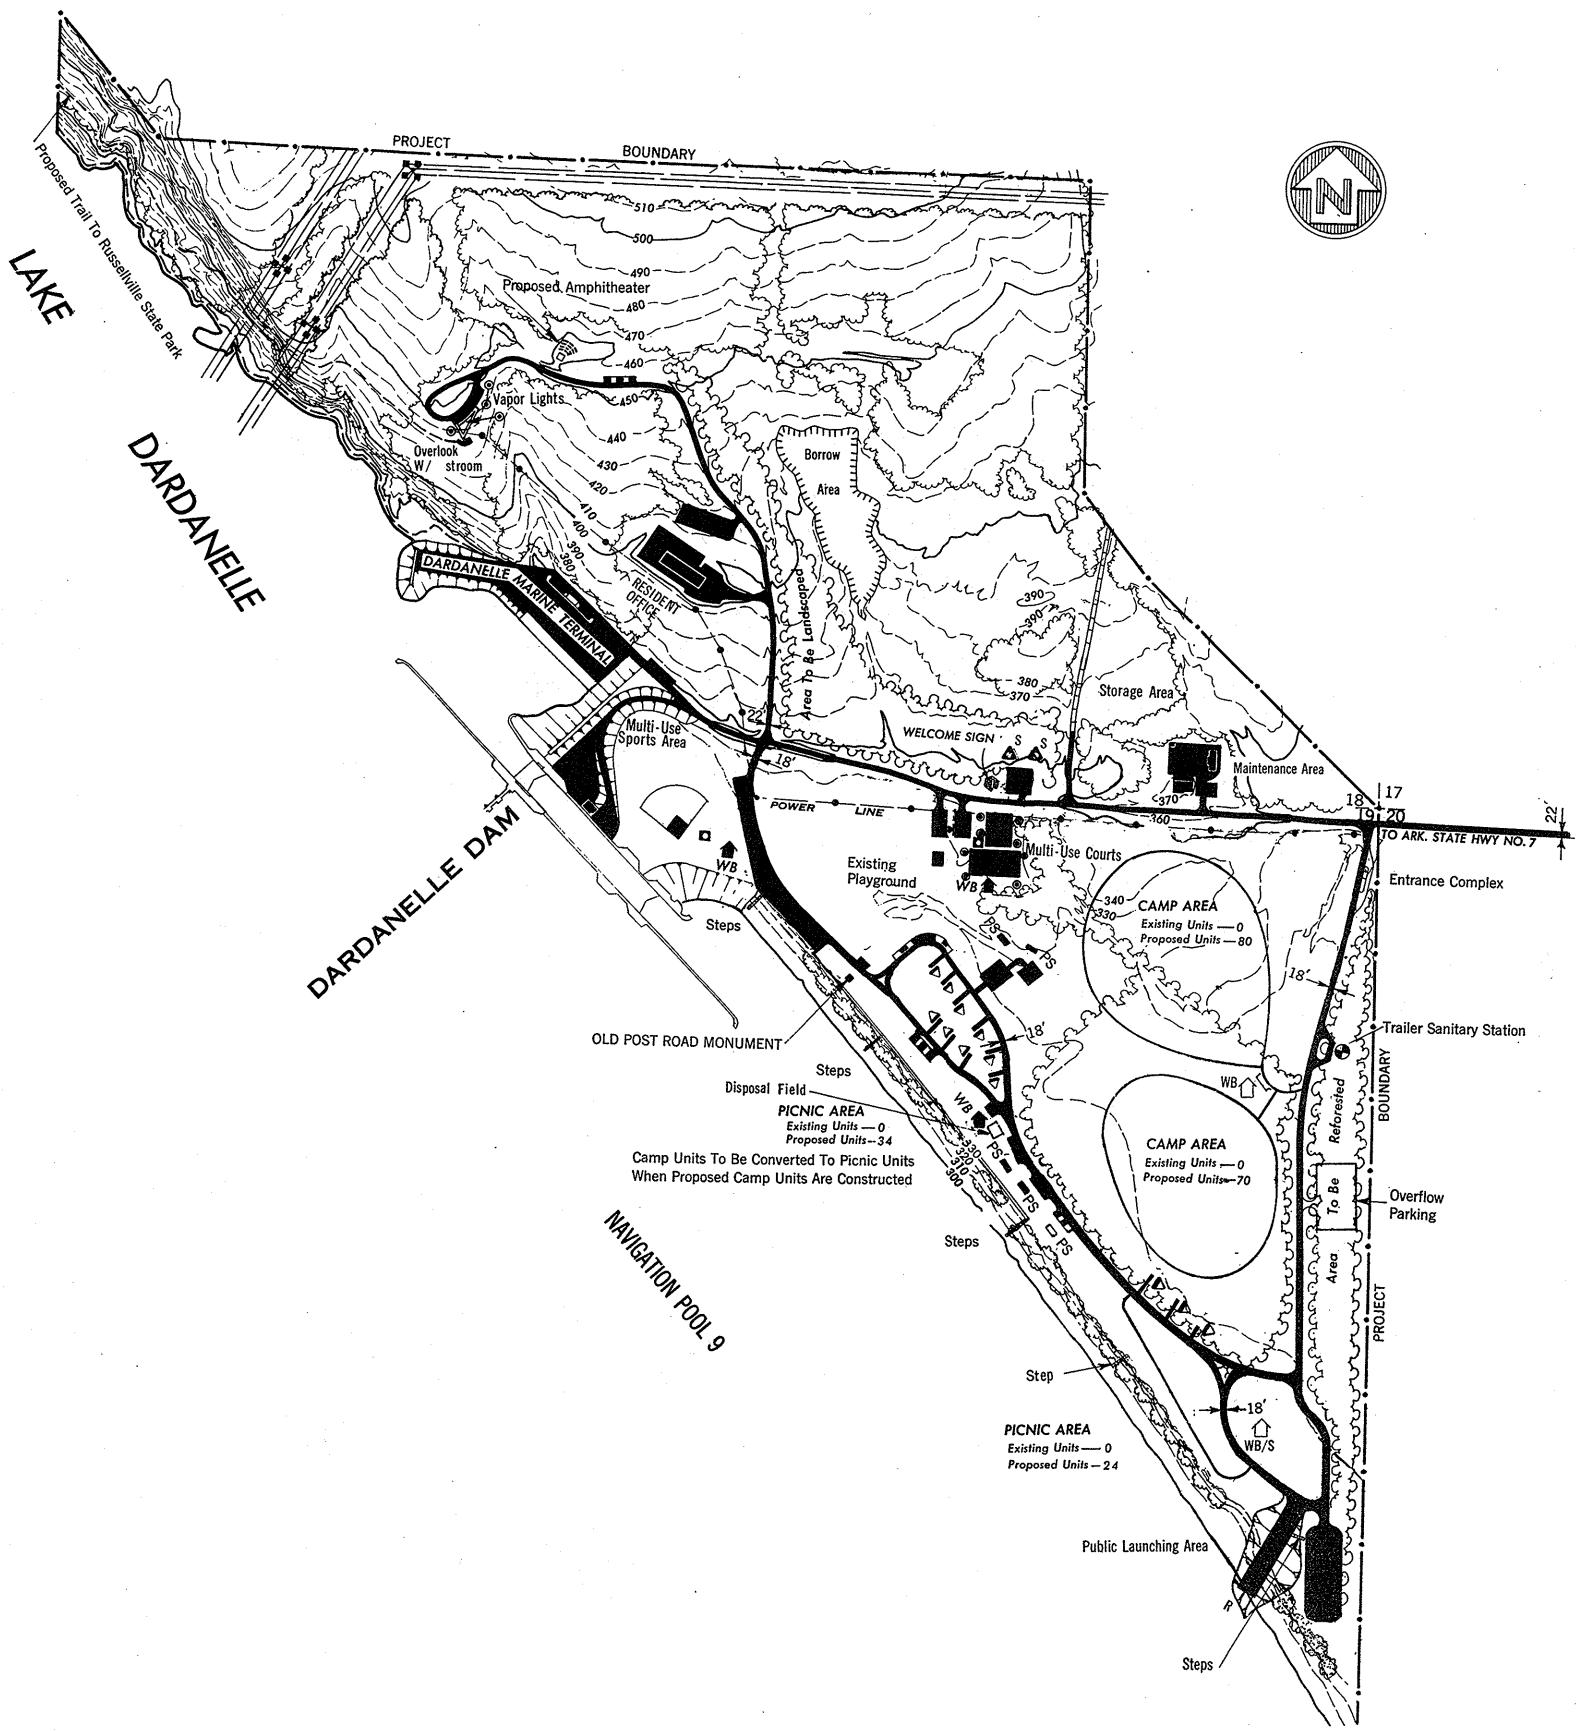 PROJECT
BOUNDARY
N
Proposed Trail To Russellville State Park
LAKE
DARDANELLE
510
500
490
Proposed Amphitheater
480
470
460
450
Vapor Lights
440
Overlook
W/ stroom
430
420
410
400
390
380
Borrow
Area
DARDANELLE MARINE TERMINAL
RESIDENT
OFFICE
Area To Be Landscaped
390
390
380
370
Storage Area
22'
WELCOME SIGN
S
S
Multi-Use
Sports Area
18'
Maintenance Area
370
360
18
17
19
20
22
TO ARK. STATE HWY NO. 7
POWER
LINE
DARDANELLE DAM
WB
Multi-Use Courts
Existing
Playground
WB
Entrance Complex
340
330
CAMP AREA
Existing Units — 0
Proposed Units — 80
Steps
PS
PS
18'
OLD POST ROAD MONUMENT
18'
Trailer Sanitary Station
Steps
BOUNDARY
Disposal Field
WB
WB
PICNIC AREA
Existing Units — 0
Proposed Units -- 34
Camp Units To Be Converted To Picnic Units
When Proposed Camp Units Are Constructed
330
320
310
300
PS
PS
PS
CAMP AREA
Existing Units — 0
Proposed Units — 70
Area To Be Reforested
Overflow
Parking
Steps
NAVIGATION POOL 9
PROJECT
Step
18'
WB/S
PICNIC AREA
Existing Units — 0
Proposed Units — 24
Public Launching Area
R
Steps